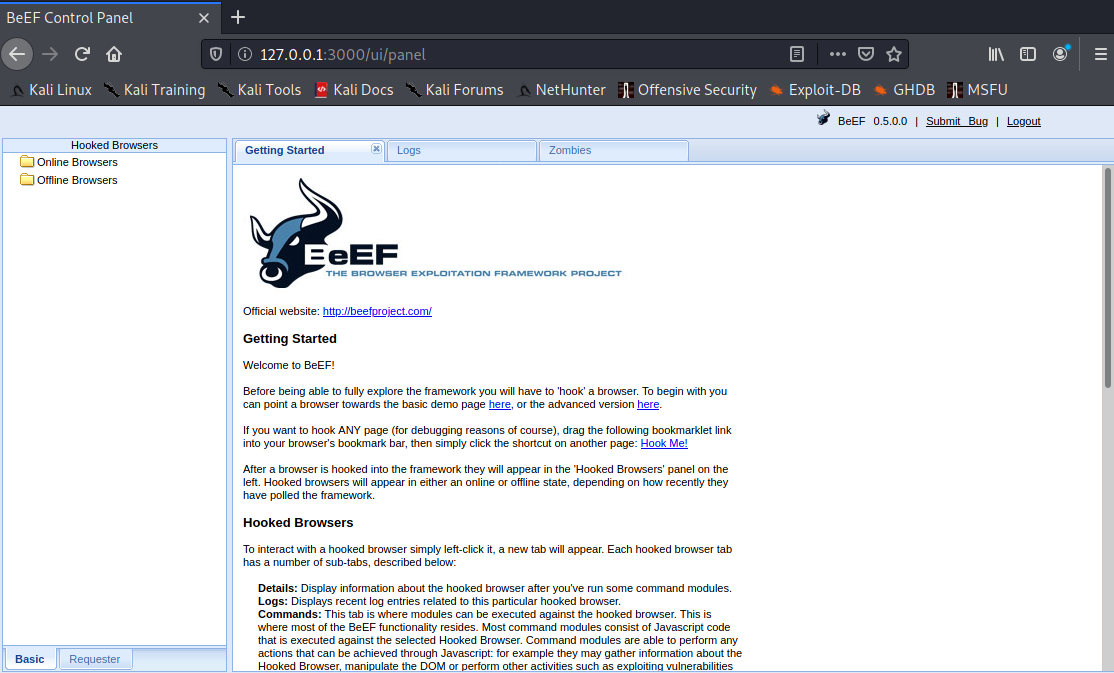 BeEF Control Panel
127.0.0.1:3000/ui/panel
Kali Linux Kali Training Kali Tools Kali Docs Kali Forums NetHunter Offensive Security Exploit-DB GHDB MSFU
BeEF 0.5.0.0 | Submit Bug | Logout
Hooked Browsers
Online Browsers
Offline Browsers
Getting Started Logs Zombies
BeEF
THE BROWSER EXPLOITATION FRAMEWORK PROJECT
Official website: http://beefproject.com/
Getting Started
Welcome to BeEF!
Before being able to fully explore the framework you will have to 'hook' a browser. To begin with you
can point a browser towards the basic demo page here, or the advanced version here.
If you want to hook ANY page (for debugging reasons of course), drag the following bookmarklet link
into your browser's bookmark bar, then simply click the shortcut on another page: Hook Me!
After a browser is hooked into the framework they will appear in the 'Hooked Browsers' panel on the
left. Hooked browsers will appear in either an online or offline state, depending on how recently they
have polled the framework.
Hooked Browsers
To interact with a hooked browser simply left-click it, a new tab will appear. Each hooked browser tab
has a number of sub-tabs, described below:
Details: Display information about the hooked browser after you've run some command modules.
Logs: Displays recent log entries related to this particular hooked browser.
Commands: This tab is where modules can be executed against the hooked browser. This is
where most of the BeEF functionality resides. Most command modules consist of Javascript code
that is executed against the selected Hooked Browser. Command modules are able to perform any
actions that can be achieved through Javascript: for example they may gather information about the
Hooked Browser, manipulate the DOM or perform other activities such as exploiting vulnerabilities
Basic Requester